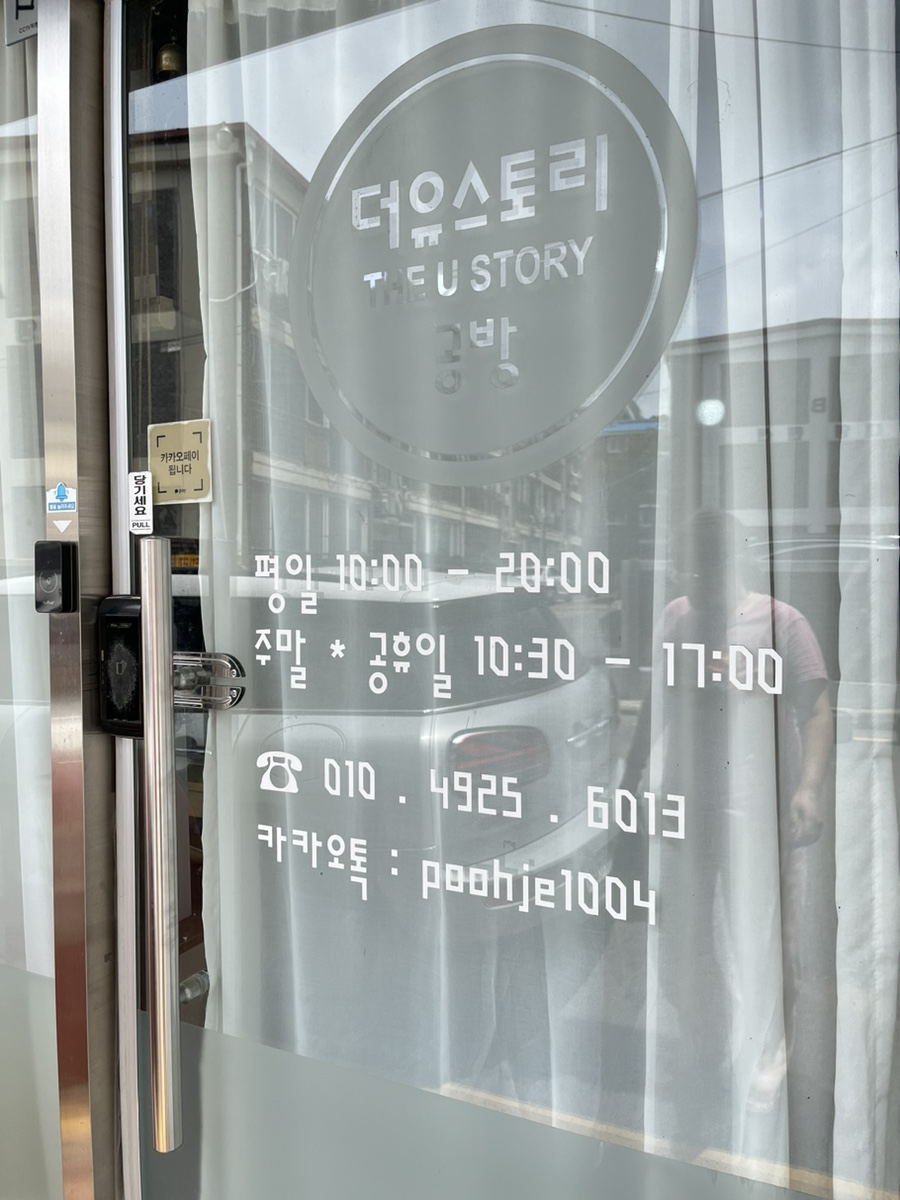 더유스토리
THE U STORY
공방
카카오페이
됩니다
당기세요
PULL
평일 10:00 - 20:00
주말 * 공휴일 10:30 - 17:00
☎ 010 . 4925 . 6013
카카오톡 : poohje1004